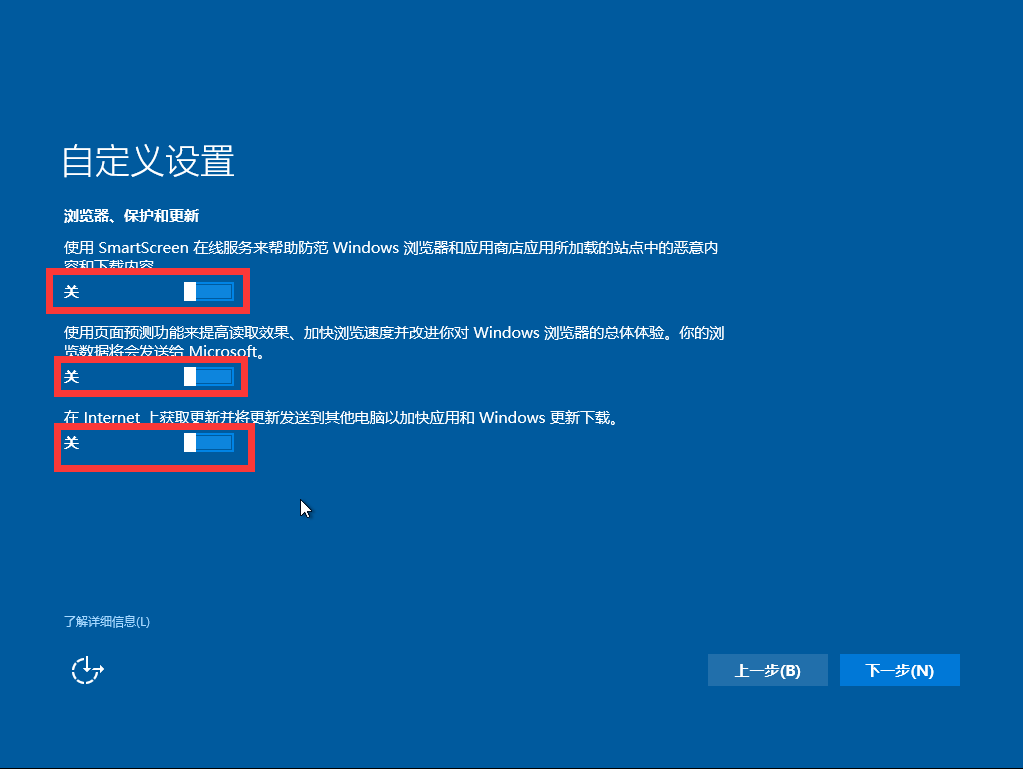 自定义设置
浏览器、保护和更新
使用 SmartScreen 在线服务来帮助防范 Windows 浏览器和应用商店应用所加载的站点中的恶意内
容和下载内容。
关
使用页面预测功能来提高读取效果、加快浏览速度并改进你对 Windows 浏览器的总体体验。你的浏
览数据将会发送给 Microsoft。
关
在 Internet 上获取更新并将更新发送到其他电脑以加快应用和 Windows 更新下载。
关
了解详细信息(L)
上一步(B)
下一步(N)